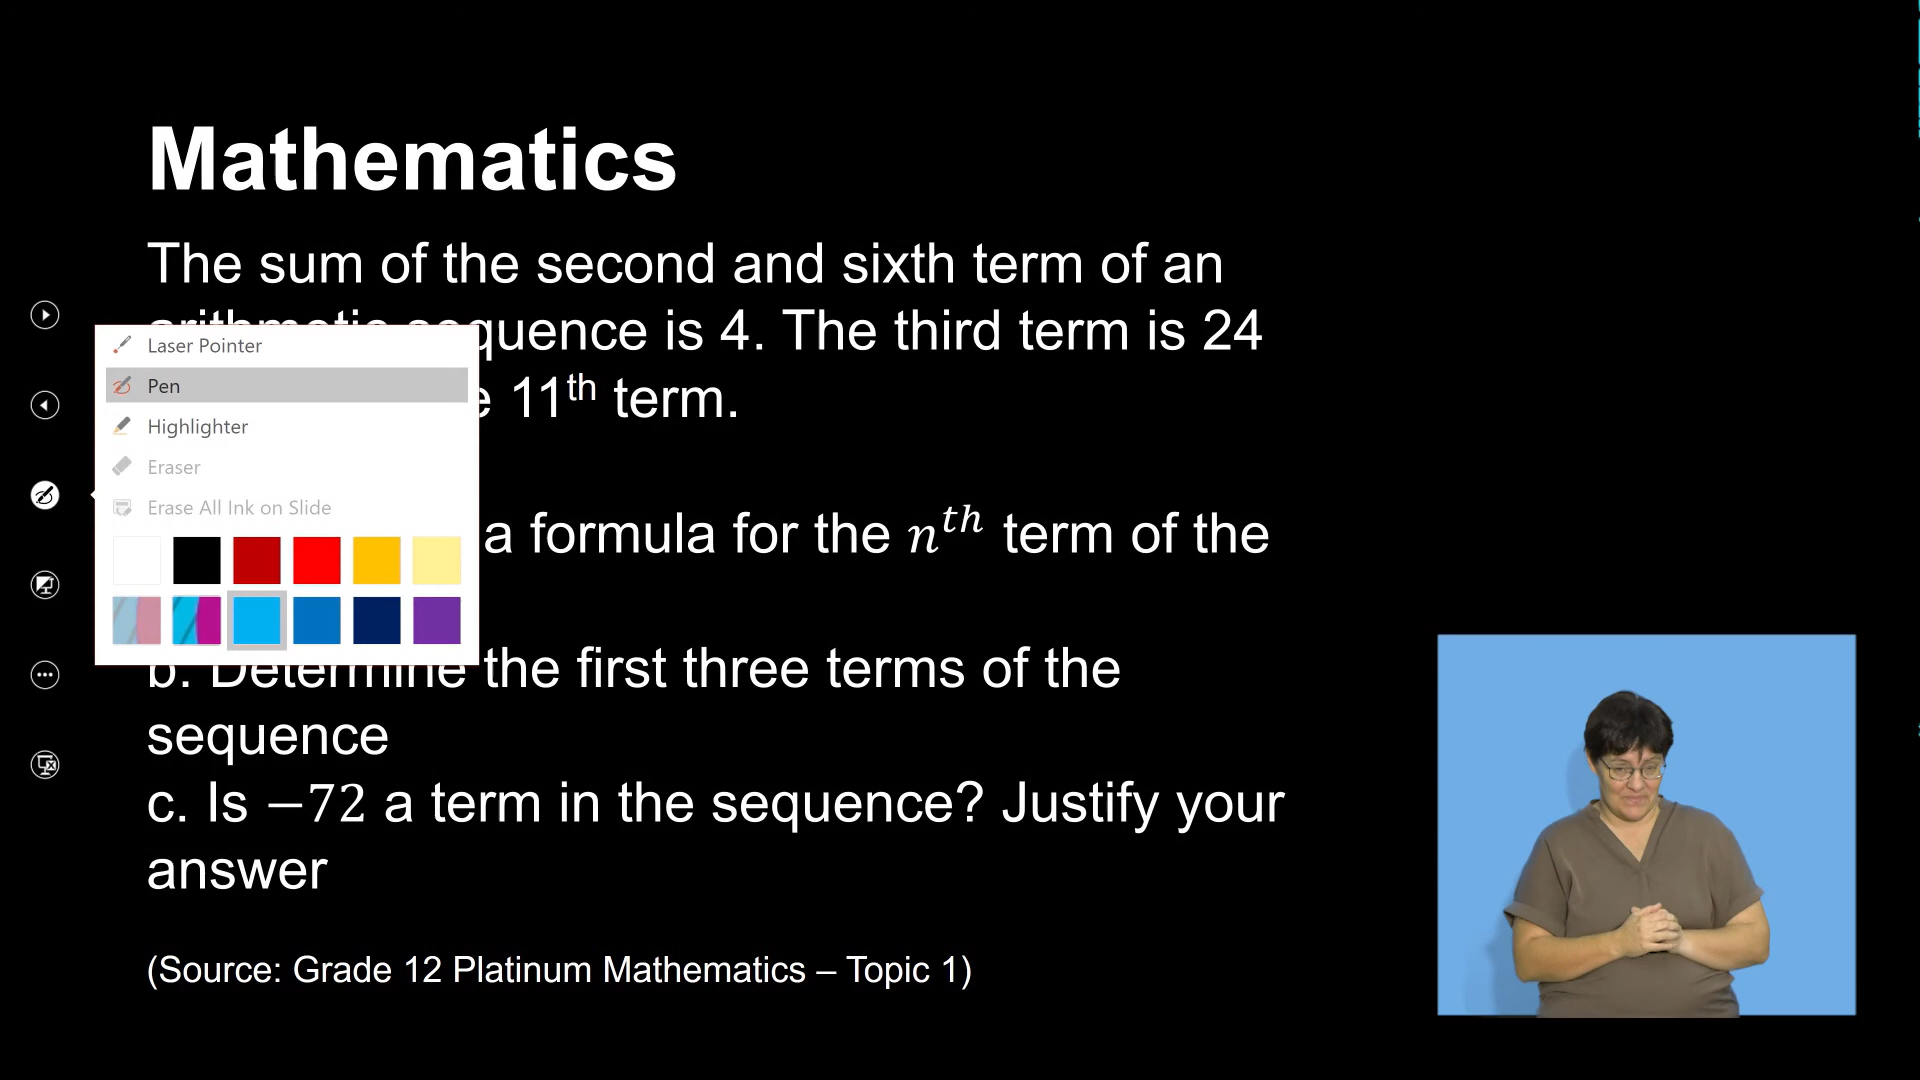 Mathematics
The sum of the second and sixth term of an
arithmetic sequence is 4. The third term is 24
11th term.
a formula for the nth term of the
b. Determine the first three terms of the
sequence
c. Is −72 a term in the sequence? Justify your
answer
(Source: Grade 12 Platinum Mathematics – Topic 1)
Laser Pointer
Pen
Highlighter
Eraser
Erase All Ink on Slide